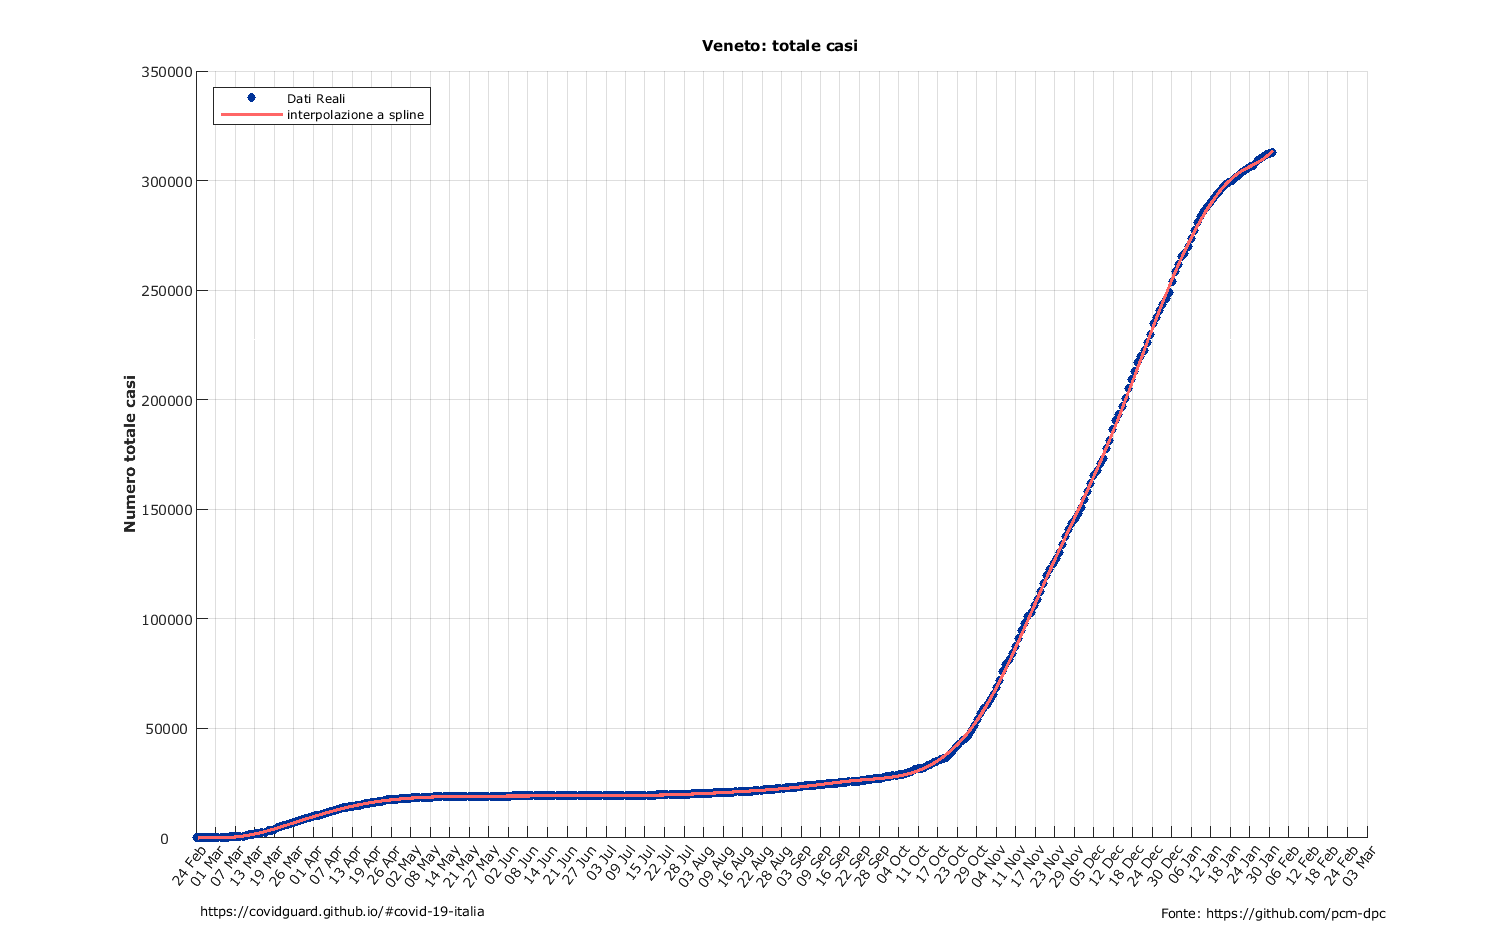 Veneto: totale casi
Dati Reali
interpolazione a spline
Numero totale casi
350000
300000
250000
200000
150000
100000
50000
0
24 Feb
01 Mar
07 Mar
13 Mar
19 Mar
26 Mar
01 Apr
07 Apr
13 Apr
19 Apr
26 Apr
02 May
08 May
14 May
21 May
27 May
02 Jun
08 Jun
14 Jun
21 Jun
27 Jun
03 Jul
09 Jul
15 Jul
22 Jul
28 Jul
03 Aug
09 Aug
16 Aug
22 Aug
28 Aug
03 Sep
09 Sep
16 Sep
22 Sep
28 Sep
04 Oct
11 Oct
17 Oct
23 Oct
29 Oct
04 Nov
11 Nov
17 Nov
23 Nov
29 Nov
05 Dec
12 Dec
18 Dec
24 Dec
30 Dec
06 Jan
12 Jan
18 Jan
24 Jan
30 Jan
06 Feb
12 Feb
18 Feb
24 Feb
03 Mar
https://covidguard.github.io/#covid-19-italia
Fonte: https://github.com/pcm-dpc